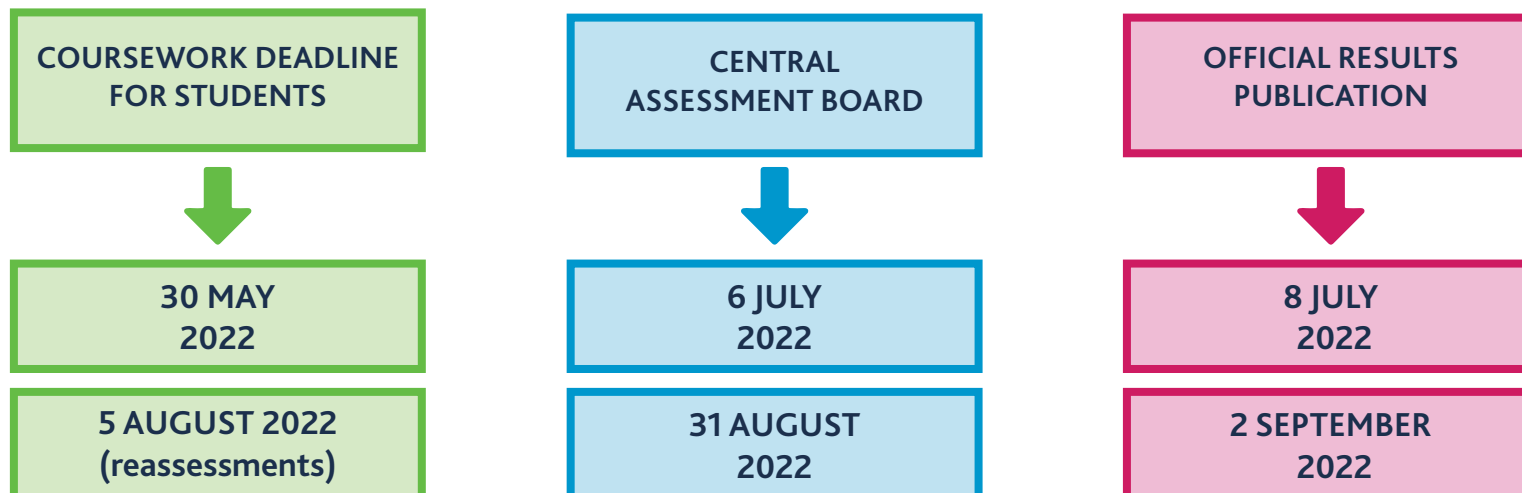 COURSEWORK DEADLINE
FOR STUDENTS
CENTRAL
ASSESSMENT BOARD
OFFICIAL RESULTS
PUBLICATION
30 MAY
2022
6 JULY
2022
8 JULY
2022
5 AUGUST 2022
(reassessments)
31 AUGUST
2022
2 SEPTEMBER
2022